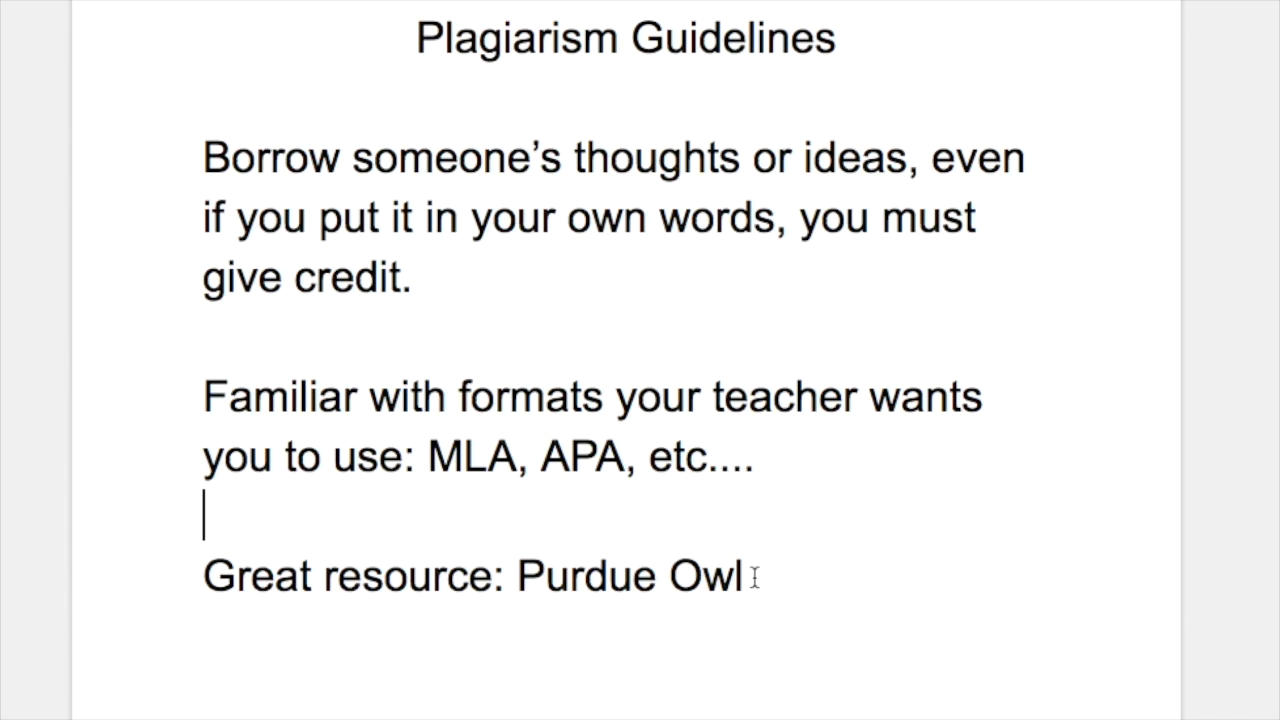 Plagiarism Guidelines
Borrow someone’s thoughts or ideas, even
if you put it in your own words, you must
give credit.
Familiar with formats your teacher wants
you to use: MLA, APA, etc....
Great resource: Purdue Owl